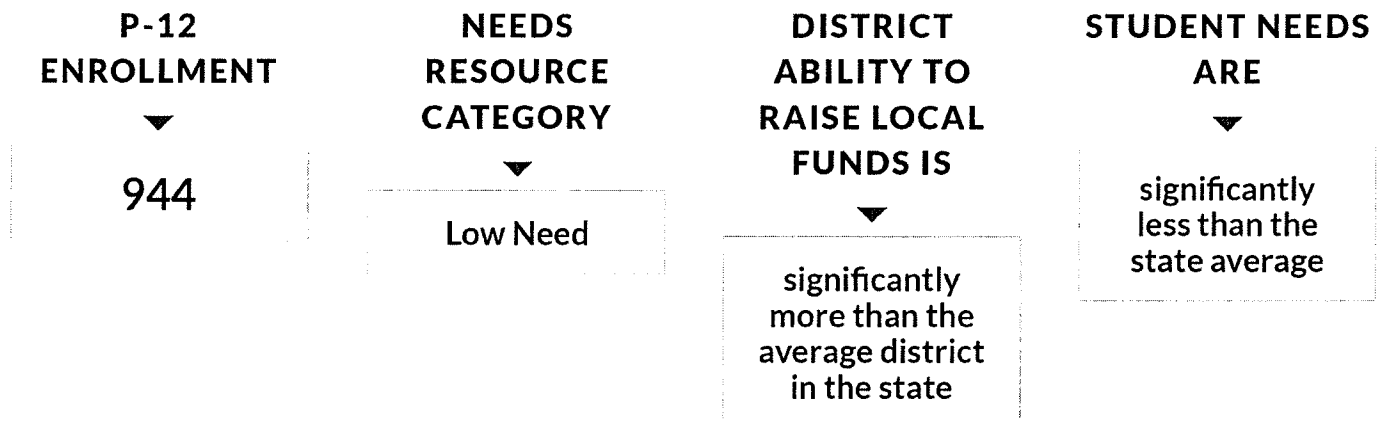 P-12
ENROLLMENT
944
NEEDS
RESOURCE
CATEGORY
Low Need
DISTRICT
ABILITY TO
RAISE LOCAL
FUNDS IS
significantly
more than the
average district
in the state
STUDENT NEEDS
ARE
significantly
less than the
state average